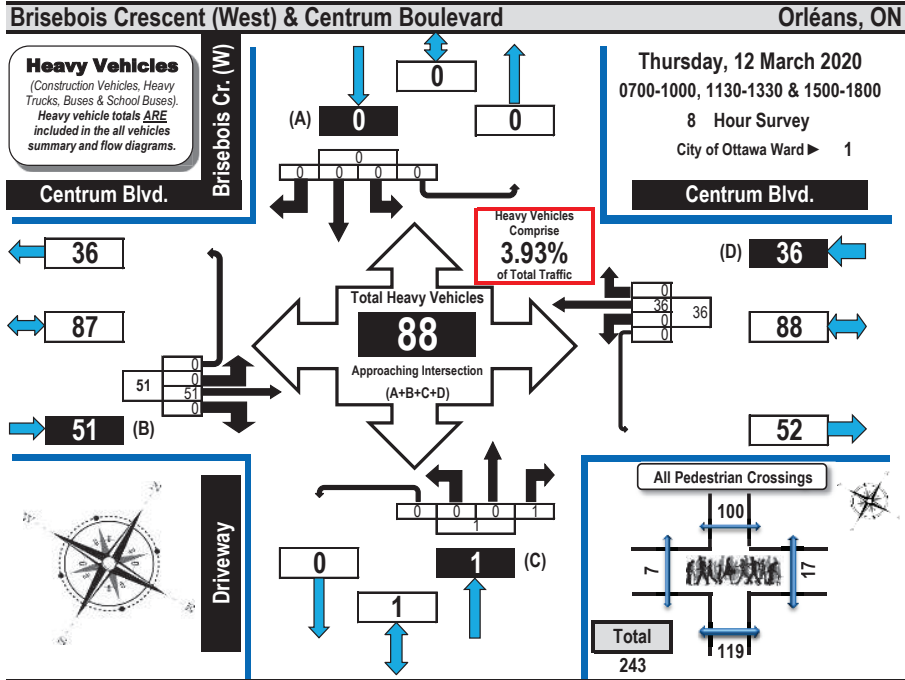 Brisebois Crescent (West) & Centrum Boulevard
Orléans, ON
Heavy Vehicles
(Construction Vehicles, Heavy
Trucks, Buses & School Buses).
Heavy vehicle totals ARE
included in the all vehicles
summary and flow diagrams.
Brisebois Cr. (W)
Centrum Blvd.
0
(A) 0
0
0
0 0 0 0
Thursday, 12 March 2020
0700-1000, 1130-1330 & 1500-1800
8 Hour Survey
City of Ottawa Ward ► 1
Centrum Blvd.
Heavy Vehicles
Comprise
3.93%
of Total Traffic
36
87
51
0
0
51
0
51 (B)
Total Heavy Vehicles
88
Approaching Intersection
(A+B+C+D)
(D) 36
0
36
0
0
36
88
52
Driveway
0 0 0 1
1
0
1 (C)
1
All Pedestrian Crossings
100
7
17
119
Total
243